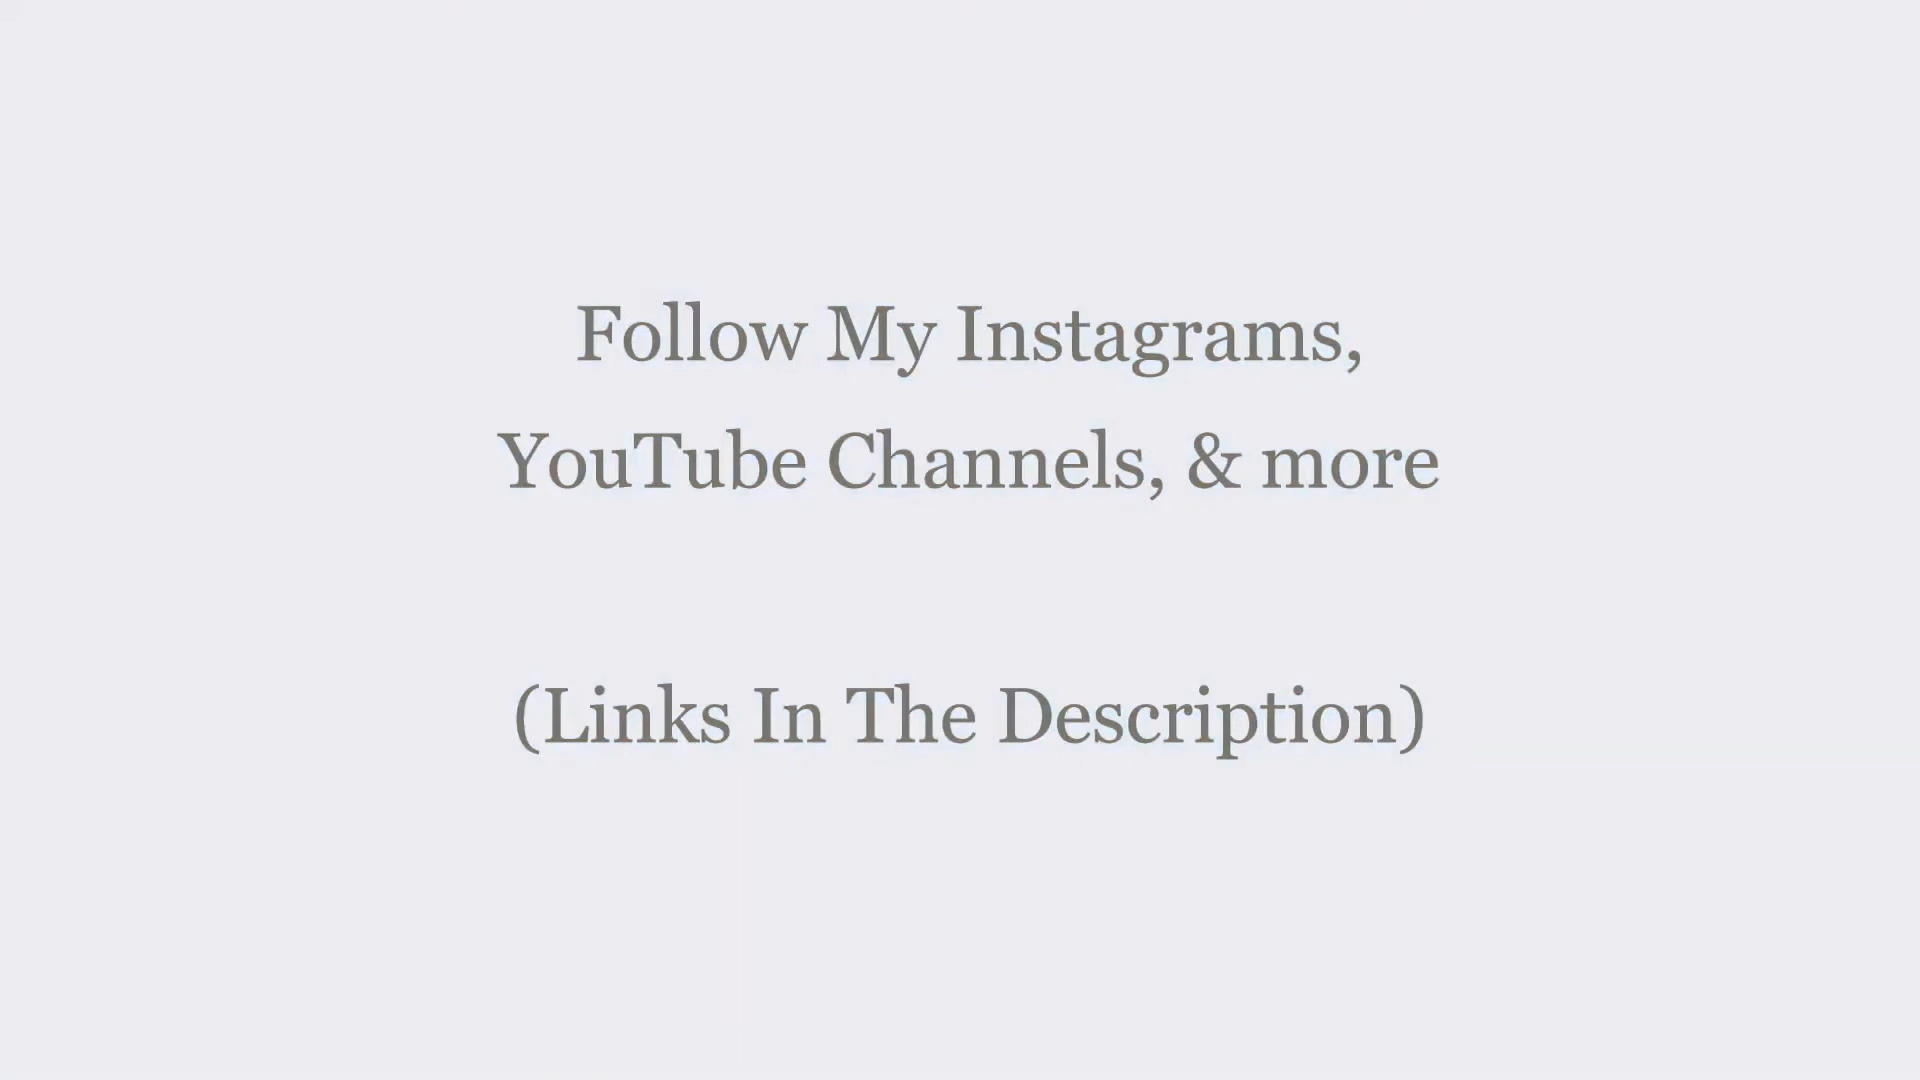 Follow My Instagrams,
YouTube Channels, & more
(Links In The Description)